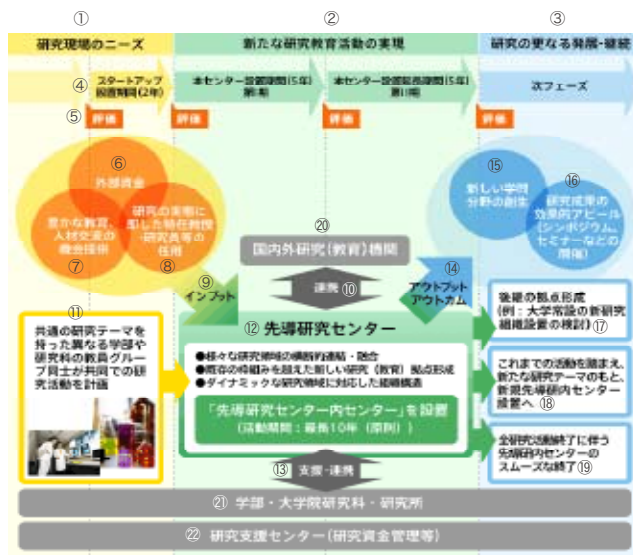 ① ② ③
研究現場のニーズ
新たな研究教育活動の実現
研究の更なる発展・継続
④ スタートアップ
設置期間(2年)
本センター設置期間(5年)
第I期
本センター設置延長期間(5年)
第II期
次フェーズ
⑤ 評価
評価
評価
評価
⑥
外部資金
豊かな教育、
人材交流の
機会提供
⑦
研究の実態に
即した特任教授
・研究員等の
任用
⑧
⑨
インプット
⑳
国内外研究(教育)機関
連携 ⑩
⑭
アウトプット
アウトカム
⑮
新しい学問
分野の創生
⑯
研究成果の
効果的アピール
(シンポジウム、
セミナーなどの
開催)
⑪
共通の研究テーマを
持った異なる学部や
研究科の教員グルー
プ同士が共同での研
究活動を計画
⑫ 先導研究センター
●様々な研究領域の横断的連結・融合
●既存の枠組みを超えた新しい研究(教育)拠点形成
●ダイナミックな研究領域に対応した組織構造
「先導研究センター内センター」を設置
(活動期間:最長10年(原則))
⑬ 支援・連携
後継の拠点形成
(例:大学常設の新研究
組織設置の検討)⑰
これまでの活動を踏まえ、
新たな研究テーマのもと、
新規先導研内センター
設置へ ⑱
全研究活動終了に伴う
先導研内センターの
スムーズな終了⑲
㉑ 学部・大学院研究科・研究所
㉒ 研究支援センター(研究資金管理等)